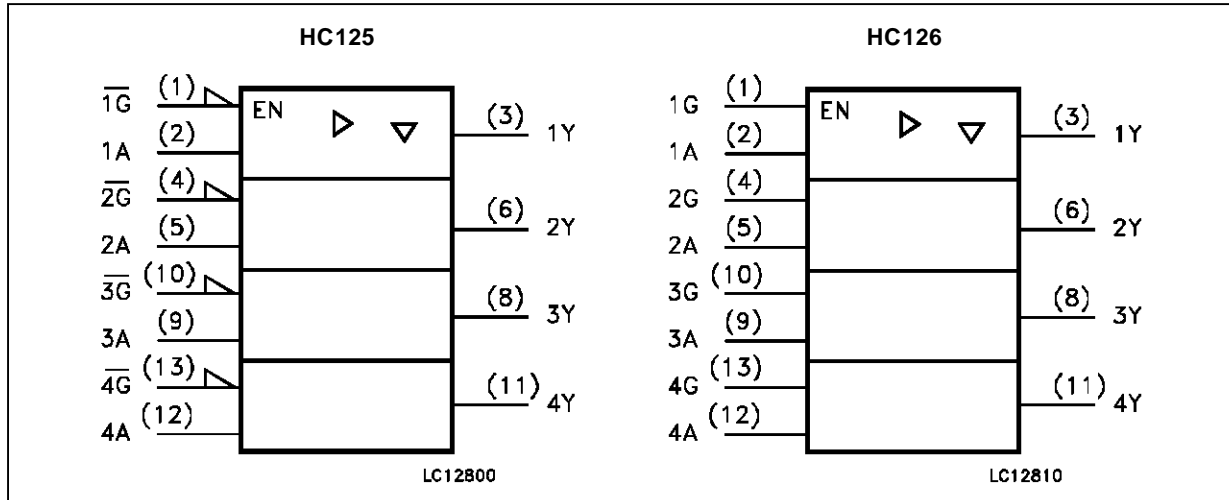 HC125
1G̅ (1)
EN
1A (2)
(3) 1Y
2G̅ (4)
2A (5)
(6) 2Y
3G̅ (10)
3A (9)
(8) 3Y
4G̅ (13)
4A (12)
(11) 4Y
LC12800
HC126
1G (1)
EN
1A (2)
(3) 1Y
2G (4)
2A (5)
(6) 2Y
3G (10)
3A (9)
(8) 3Y
4G (13)
4A (12)
(11) 4Y
LC12810